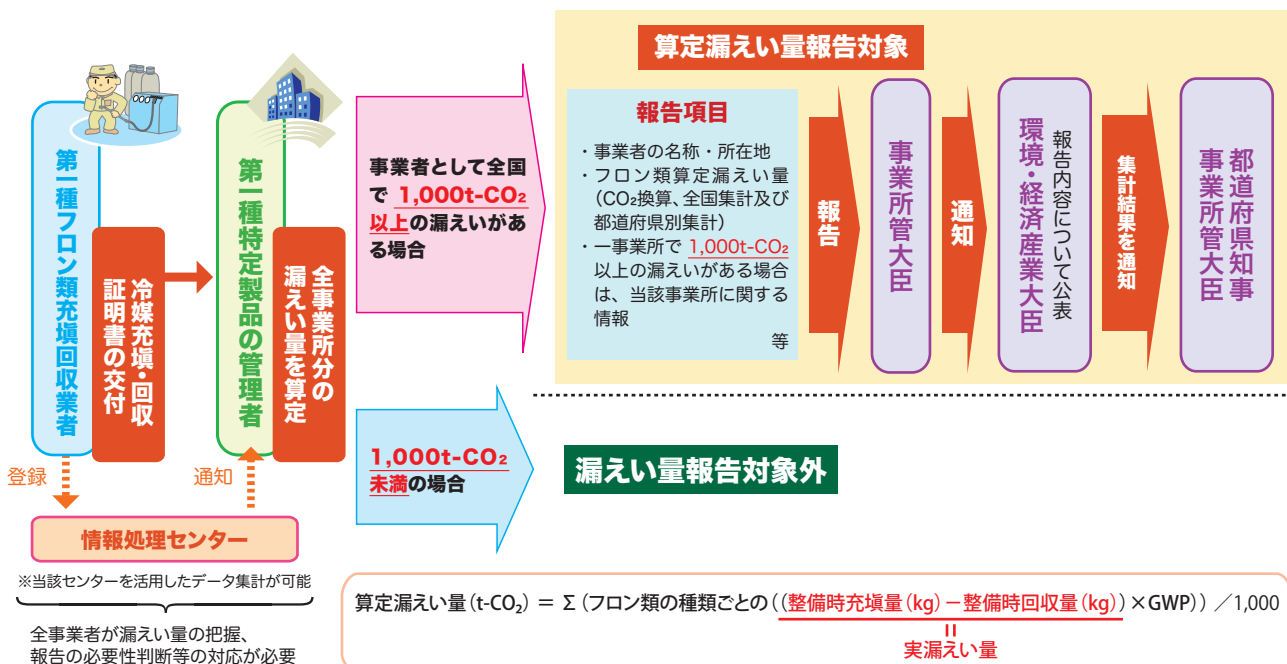 第一種フロン類充塡回収業者
冷媒充塡・回収
証明書の交付
第一種特定製品の管理者
全事業所分の
漏えい量を算定
登録
通知
情報処理センター
※当該センターを活用したデータ集計が可能
全事業者が漏えい量の把握、
報告の必要性判断等の対応が必要
事業者として全国
で 1,000t-CO₂
以上の漏えいがあ
る場合
算定漏えい量報告対象
報告項目
・事業者の名称・所在地
・フロン類算定漏えい量
(CO₂換算、全国集計及び
都道府県別集計)
・一事業所で 1,000t-CO₂
以上の漏えいがある場合
は、当該事業所に関する
情報
等
報告
事業所管大臣
通知
環境・経済産業大臣
報告内容について公表
集計結果を通知
都道府県知事
事業所管大臣
1,000t-CO₂
未満の場合
漏えい量報告対象外
算定漏えい量(t-CO₂) = Σ (フロン類の種類ごとの((整備時充塡量(kg) − 整備時回収量(kg))×GWP)) /1,000
=
実漏えい量